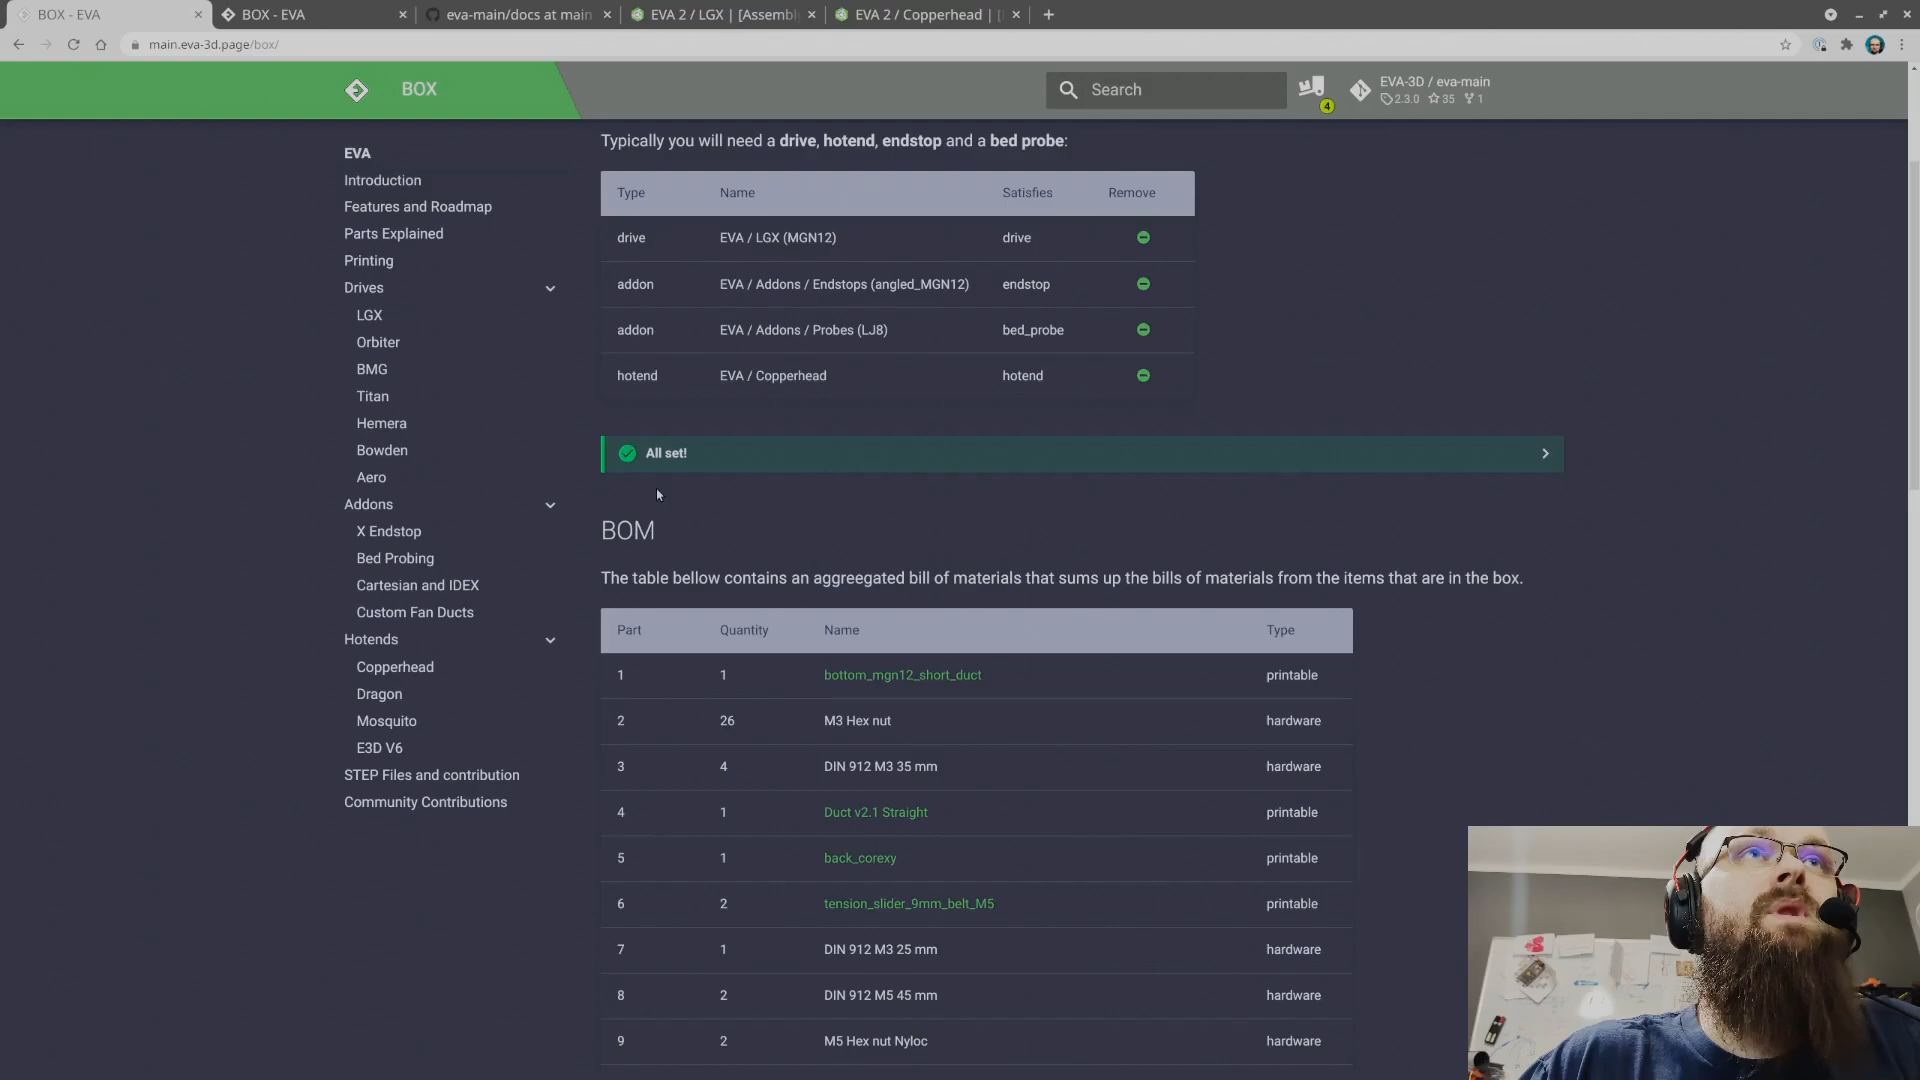 BOX - EVA
BOX - EVA
eva-main/docs at main
EVA 2 / LGX | [Assembl
EVA 2 / Copperhead |
main.eva-3d.page/box/
BOX
Search
4
EVA-3D / eva-main
2.3.0 35 1
EVA
Introduction
Features and Roadmap
Parts Explained
Printing
Drives
LGX
Orbiter
BMG
Titan
Hemera
Bowden
Aero
Addons
X Endstop
Bed Probing
Cartesian and IDEX
Custom Fan Ducts
Hotends
Copperhead
Dragon
Mosquito
E3D V6
STEP Files and contribution
Community Contributions
Typically you will need a drive, hotend, endstop and a bed probe:
Type Name Satisfies Remove
drive EVA / LGX (MGN12) drive
addon EVA / Addons / Endstops (angled_MGN12) endstop
addon EVA / Addons / Probes (LJ8) bed_probe
hotend EVA / Copperhead hotend
All set!
BOM
The table bellow contains an aggreegated bill of materials that sums up the bills of materials from the items that are in the box.
Part Quantity Name Type
1 1 bottom_mgn12_short_duct printable
2 26 M3 Hex nut hardware
3 4 DIN 912 M3 35 mm hardware
4 1 Duct v2.1 Straight printable
5 1 back_corexy printable
6 2 tension_slider_9mm_belt_M5 printable
7 1 DIN 912 M3 25 mm hardware
8 2 DIN 912 M5 45 mm hardware
9 2 M5 Hex nut Nyloc hardware